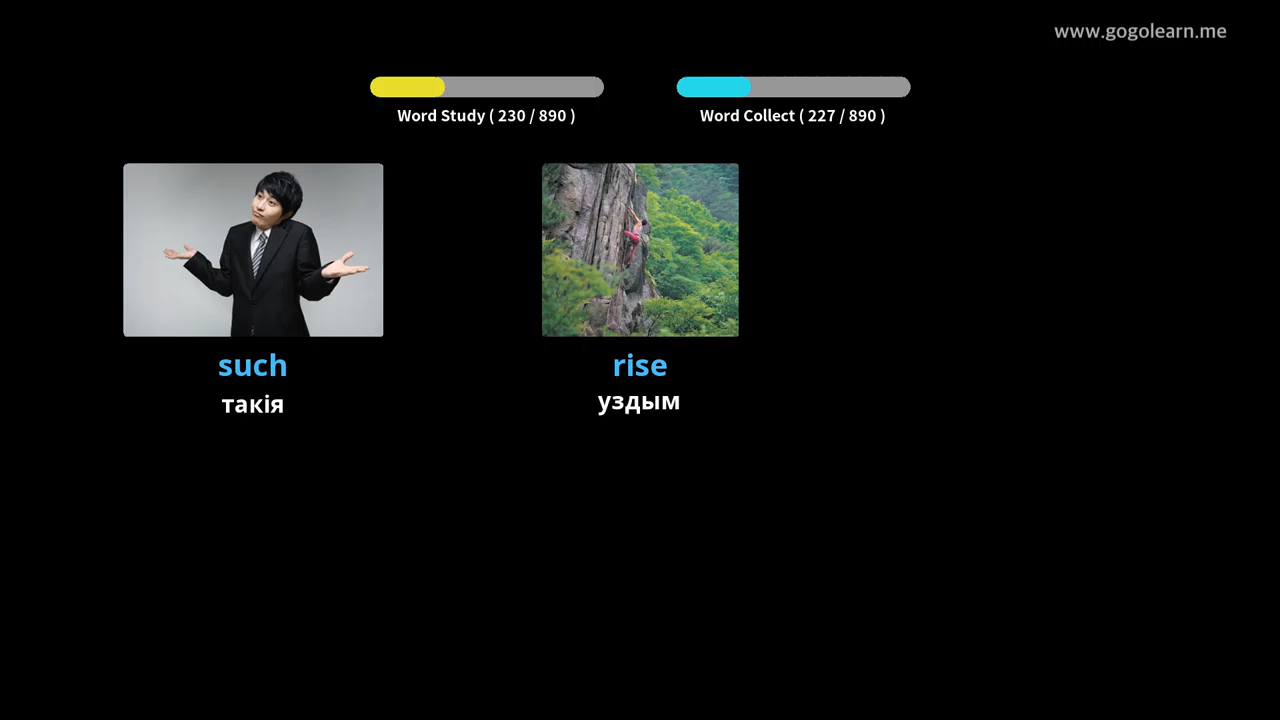 www.gogolearn.me
Word Study ( 230 / 890 )
Word Collect ( 227 / 890 )
such
такія
rise
уздым